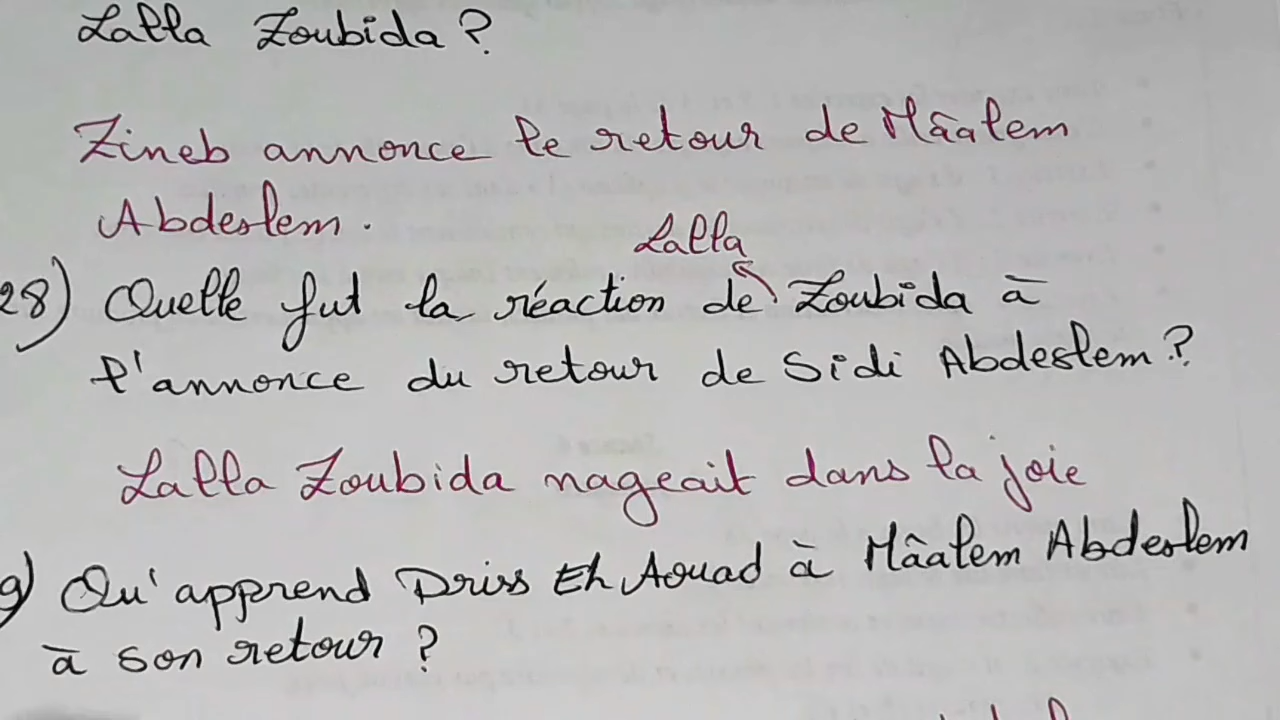 Lalla Zoubida ?
Zineb annonce le retour de Mâalem
Abdeslem.
Lalla
28) Quelle fut la réaction de Zoubida à
l'annonce du retour de Sidi Abdeslem ?
Lalla Zoubida nageait dans la joie
9) Qu'apprend Driss El Aouad à Mâalem Abdeslem
à son retour ?